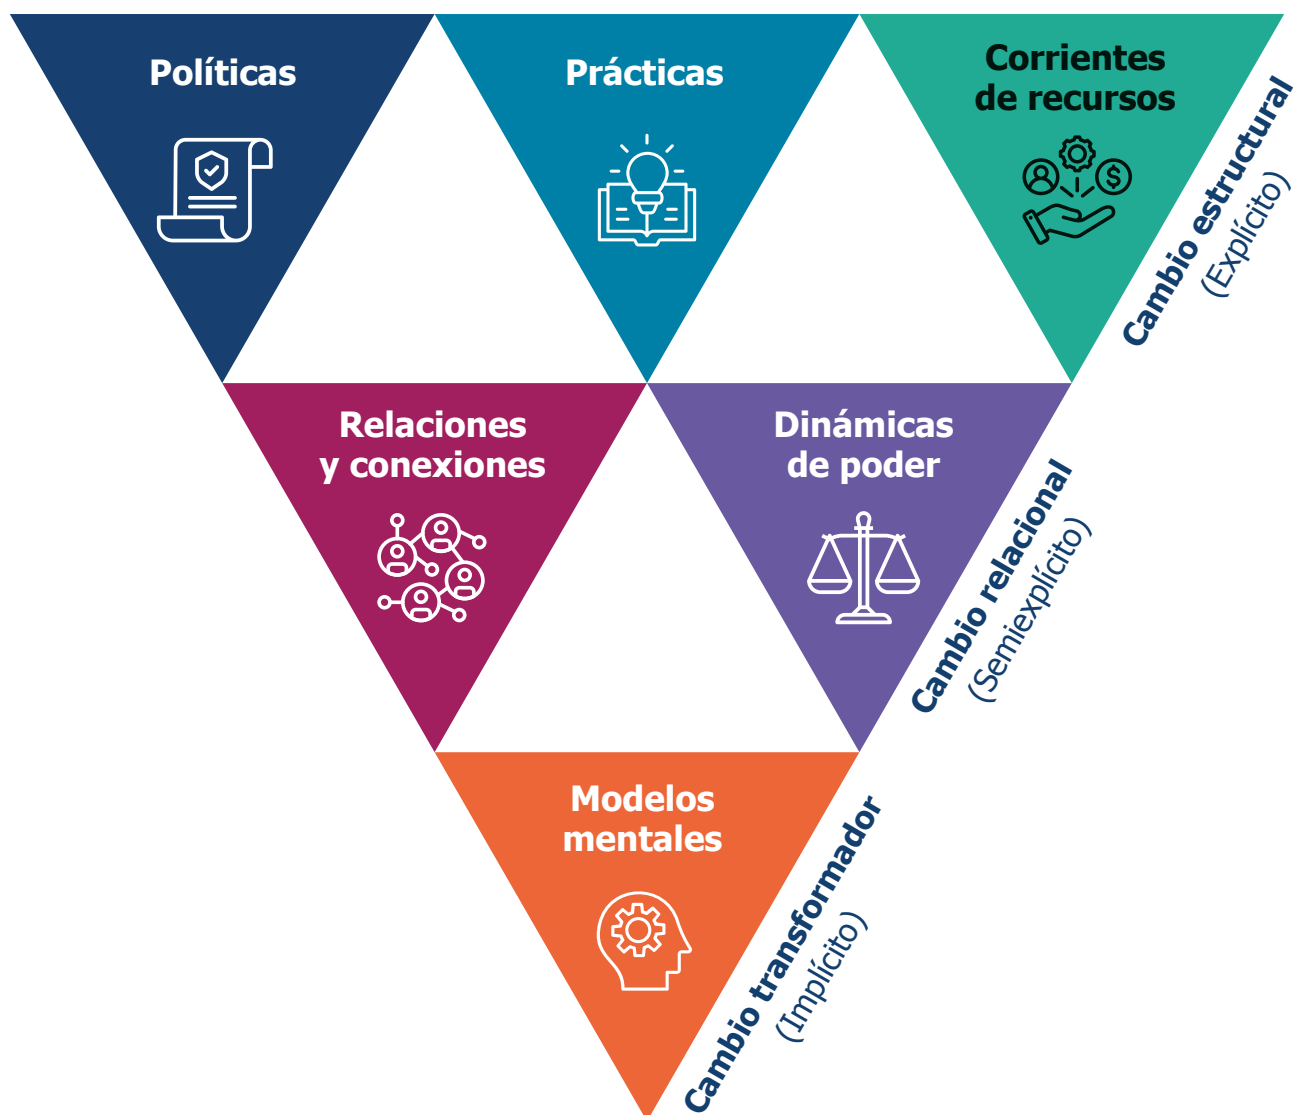 Políticas
Prácticas
Corrientes
de recursos
$
Cambio estructural
(Explícito)
Relaciones
y conexiones
Dinámicas
de poder
Cambio relacional
(Semiexplícito)
Modelos
mentales
Cambio transformador
(Implícito)